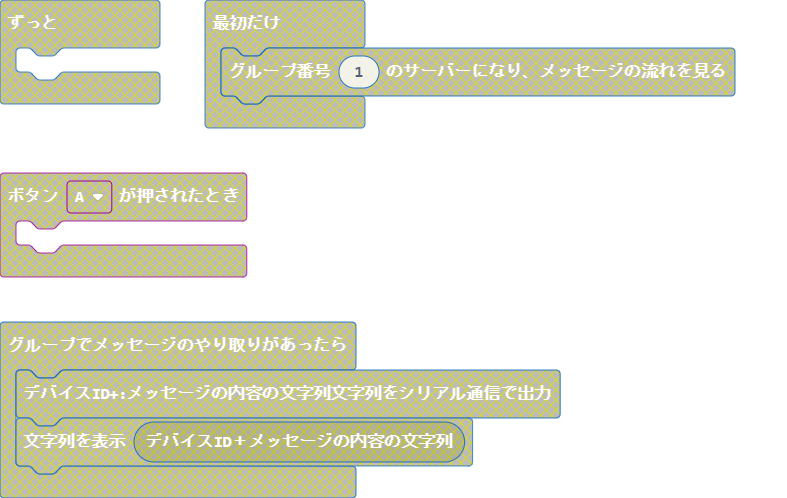 ずっと
最初だけ
グループ番号 1 のサーバーになり、メッセージの流れを見る
ボタン A が押されたとき
グループでメッセージのやり取りがあったら
デバイスID+:メッセージの内容の文字列文字列をシリアル通信で出力
文字列を表示 デバイスID＋メッセージの内容の文字列